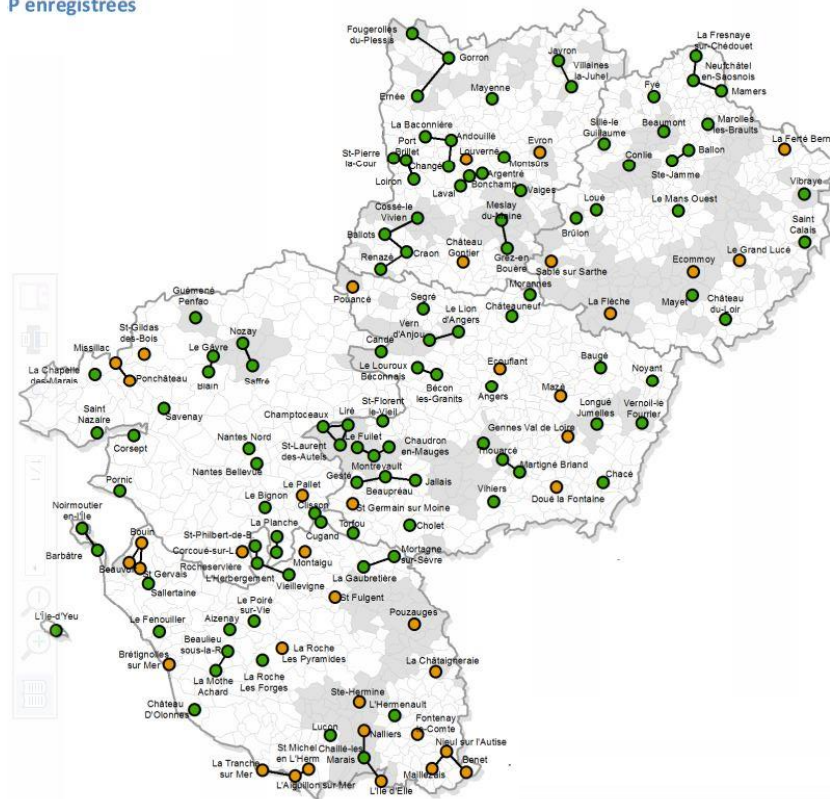 P enregistrées
Fougerolles
du-Plessis
Gorron
Ernée
Javron
Villaines
la-Juhel
Mayenne
La Fresnaye
sur-Chédouet
Neufchâtel
en-Saosnois
Mamers
Fyé
Sille-le
Guillaume
Beaumont
Marolles
les-Braults
La Ferté Bern
Conlie
Ballon
Ste-Jamme
Vibraye
La Baconnière
Andouillé
Port
Brillet
St-Pierre
la-Cour
Loiron
Changé
Louverné
Montsûrs
Evron
Argentré
Bonchamp
Laval
Vaiges
Cossé-le
Vivien
Meslay
du-Maine
Ballots
Craon
Renazé
Château
Gontier
Grez-en
Bouère
Loué
Brûlon
Le Mans Ouest
Saint
Calais
Sablé sur Sarthe
Ecommoy
Le Grand Lucé
La Flèche
Mayet
Château
du-Loir
Morannes
Pouancé
Segré
Châteauneuf
Le Lion
d'Angers
Vern
d'Anjou
Candé
Le Louroux
Béconnais
Bécon
les-Granits
Ecouflant
Angers
Baugé
Noyant
Mazé
Longué
Jumelles
Vernoil-le
Fourrier
Gennes Val de Loire
Guémené
Penfao
Nozay
Saffré
St-Gildas
des-Bois
Missillac
Le Gâvre
Blain
La Chapelle
des-Marais
Ponchâteau
Savenay
Saint
Nazaire
Corsept
Nantes Nord
Nantes Bellevue
Champtoceaux
Liré
St-Florent
le-Vieil
St-Laurent
des-Autels
Le Fuilet
Chaudron
en-Mauges
Montrevault
Gesté
Beaupréau
Jallais
Thouarcé
Martigné Briand
Chacé
Vihiers
Doué la Fontaine
St Germain sur Moine
Cholet
Torfou
Pornic
Le Pallet
Le Bignon
Clisson
La Planche
Cugand
St-Philbert-de-B
Corcoué-sur-L
Rocheservière
L'Herbergement
Vieillevigne
Montaigu
Mortagne
sur-Sèvre
La Gaubretière
Noirmoutier
en-L'Ile
Barbâtre
Bouin
Beauvoir
St Gervais
Sallertaine
L'Ile-d'Yeu
Le Fenouiller
Le Poiré
sur-Vie
Aizenay
Beaulieu
sous-la-R
Brétignolles
sur Mer
La Mothe
Achard
La Roche
Les Pyramides
La Roche
Les Forges
Château
D'Olonnes
St Fulgent
Pouzauges
La Châtaigneraie
Ste-Hermine
L'Hermenault
Luçon
Nalliers
Fontenay
le-Comte
Chaillé-les
Marais
Nieul sur l'Autise
Maillezais
Benet
La Tranche
sur Mer
St Michel
en L'Herm
L'Aiguillon sur Mer
L'Ile d'Elle